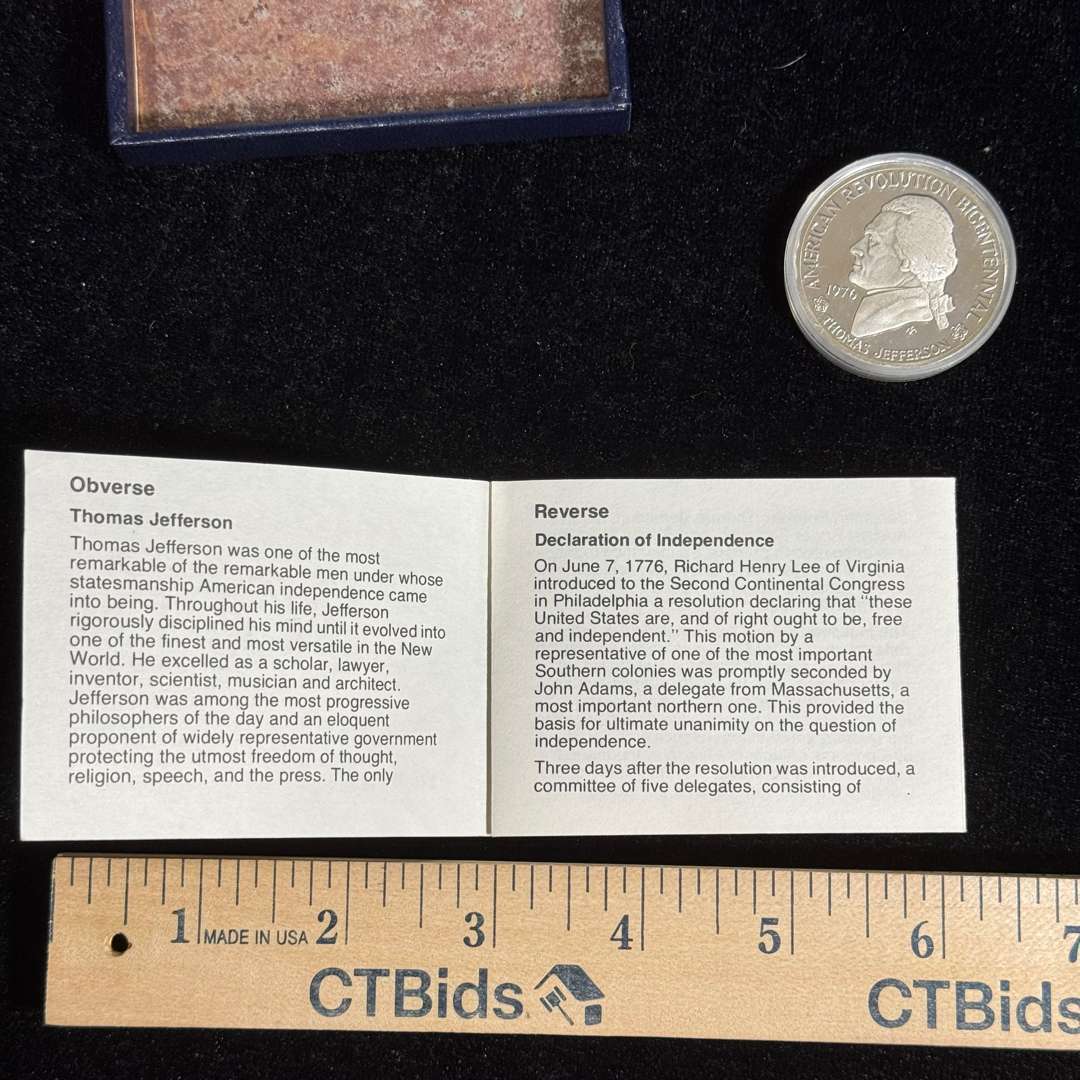 AMERICAN REVOLUTION BICENTENNIAL
1976
THOMAS JEFFERSON
Obverse
Thomas Jefferson
Thomas Jefferson was one of the most
remarkable of the remarkable men under whose
statesmanship American independence came
into being. Throughout his life, Jefferson
rigorously disciplined his mind until it evolved into
one of the finest and most versatile in the New
World. He excelled as a scholar, lawyer,
inventor, scientist, musician and architect.
Jefferson was among the most progressive
philosophers of the day and an eloquent
proponent of widely representative government
protecting the utmost freedom of thought,
religion, speech, and the press. The only
Reverse
Declaration of Independence
On June 7, 1776, Richard Henry Lee of Virginia
introduced to the Second Continental Congress
in Philadelphia a resolution declaring that "these
United States are, and of right ought to be, free
and independent." This motion by a
representative of one of the most important
Southern colonies was promptly seconded by
John Adams, a delegate from Massachusetts, a
most important northern one. This provided the
basis for ultimate unanimity on the question of
independence.
Three days after the resolution was introduced, a
committee of five delegates, consisting of
1 MADE IN USA 2 3 4 5 6 7
CTBids CTBids